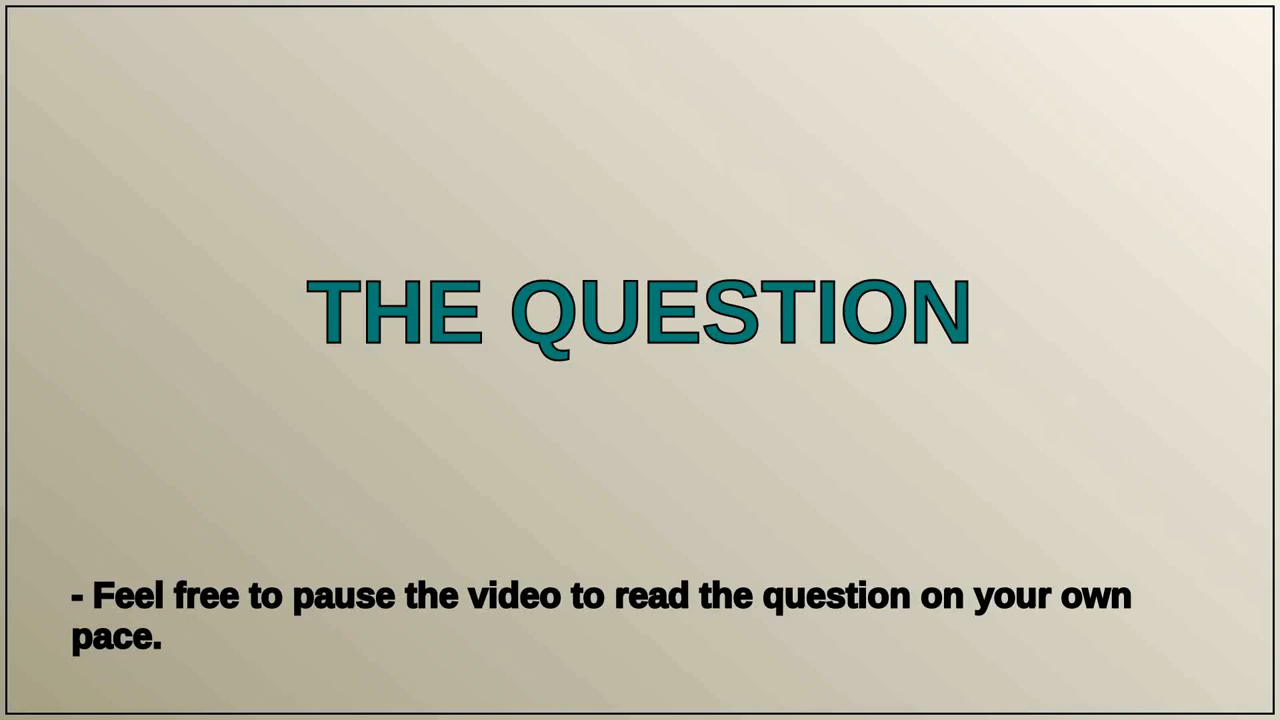 THE QUESTION
- Feel free to pause the video to read the question on your own
pace.